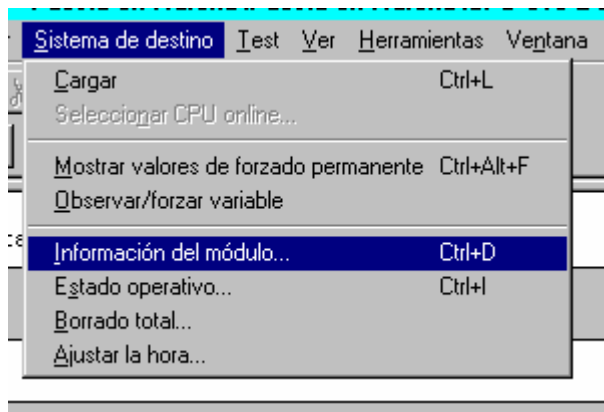 Sistema de destino Test Ver Herramientas Ventana
Cargar Ctrl+L
Seleccionar CPU online...
Mostrar valores de forzado permanente Ctrl+Alt+F
Observar/forzar variable
Información del módulo... Ctrl+D
Estado operativo... Ctrl+I
Borrado total...
Ajustar la hora...